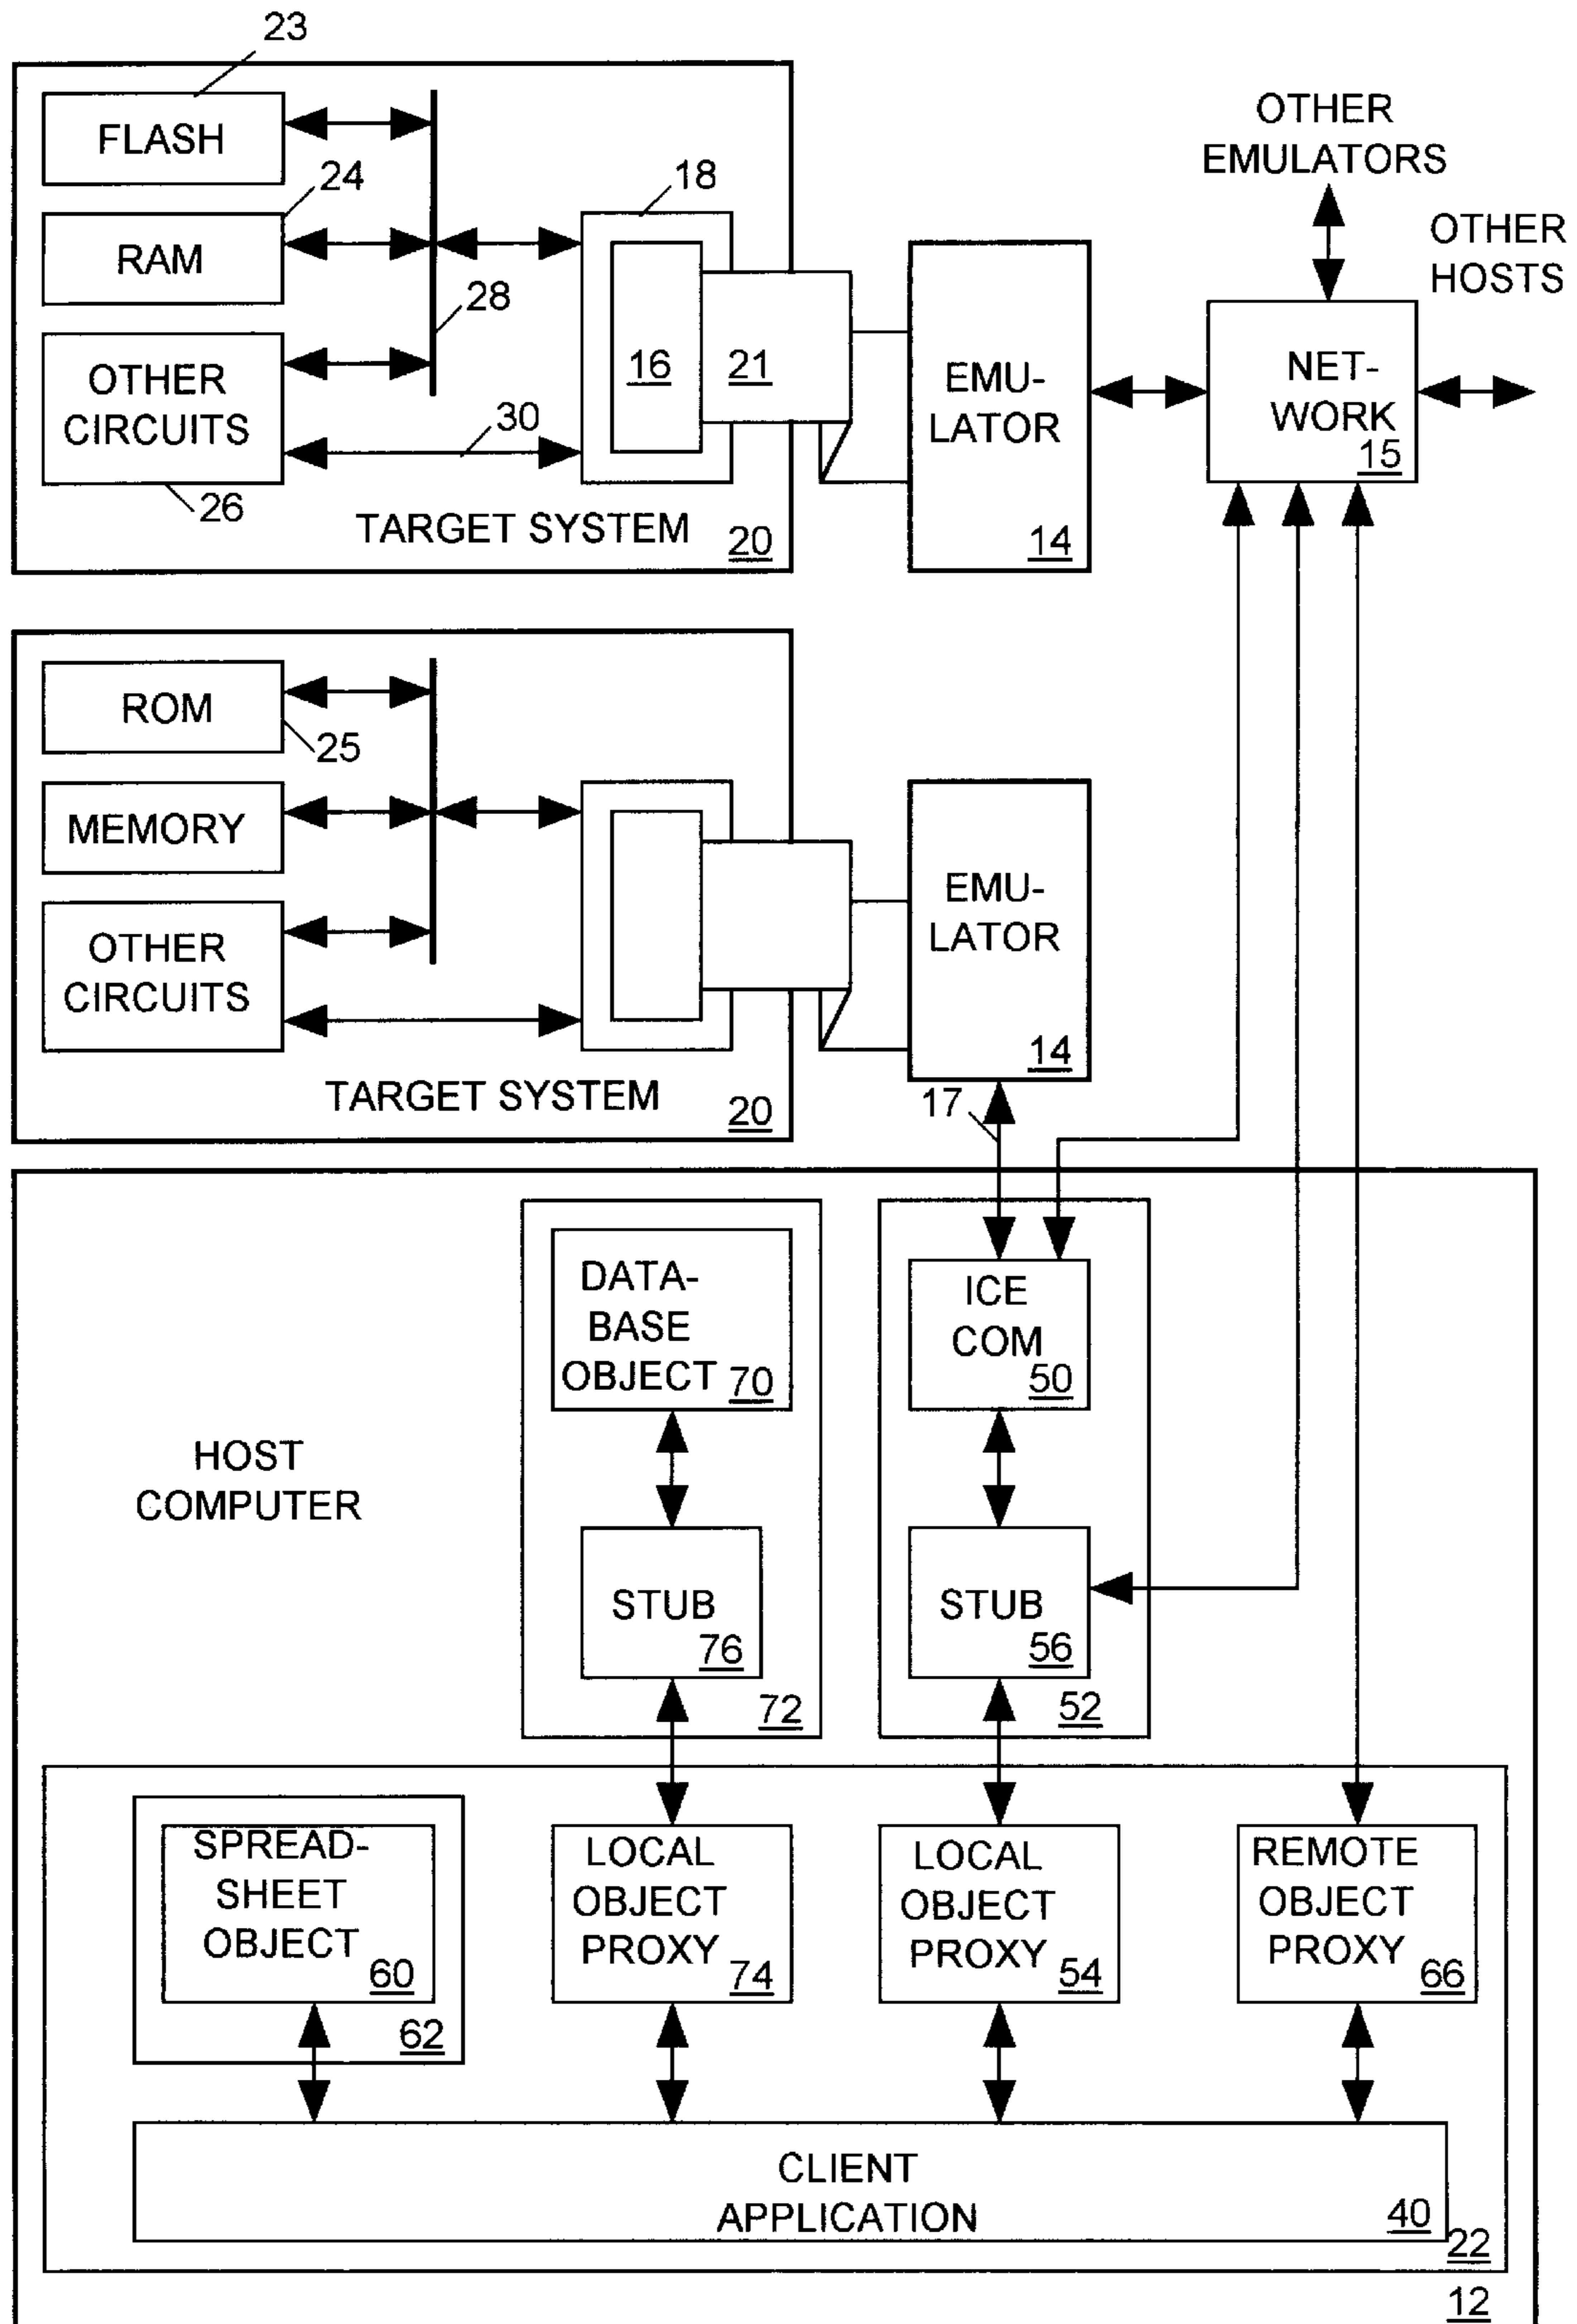 23
FLASH
24
RAM
18
28
OTHER
CIRCUITS
16
21
30
26
TARGET SYSTEM
20
EMU-
LATOR
14
OTHER
EMULATORS
OTHER
HOSTS
NET-
WORK
15
ROM
25
MEMORY
OTHER
CIRCUITS
TARGET SYSTEM
20
EMU-
LATOR
14
17
HOST
COMPUTER
DATA-
BASE
OBJECT
70
ICE
COM
50
STUB
76
72
STUB
56
52
SPREAD-
SHEET
OBJECT
60
62
LOCAL
OBJECT
PROXY
74
LOCAL
OBJECT
PROXY
54
REMOTE
OBJECT
PROXY
66
CLIENT
APPLICATION
40
22
12